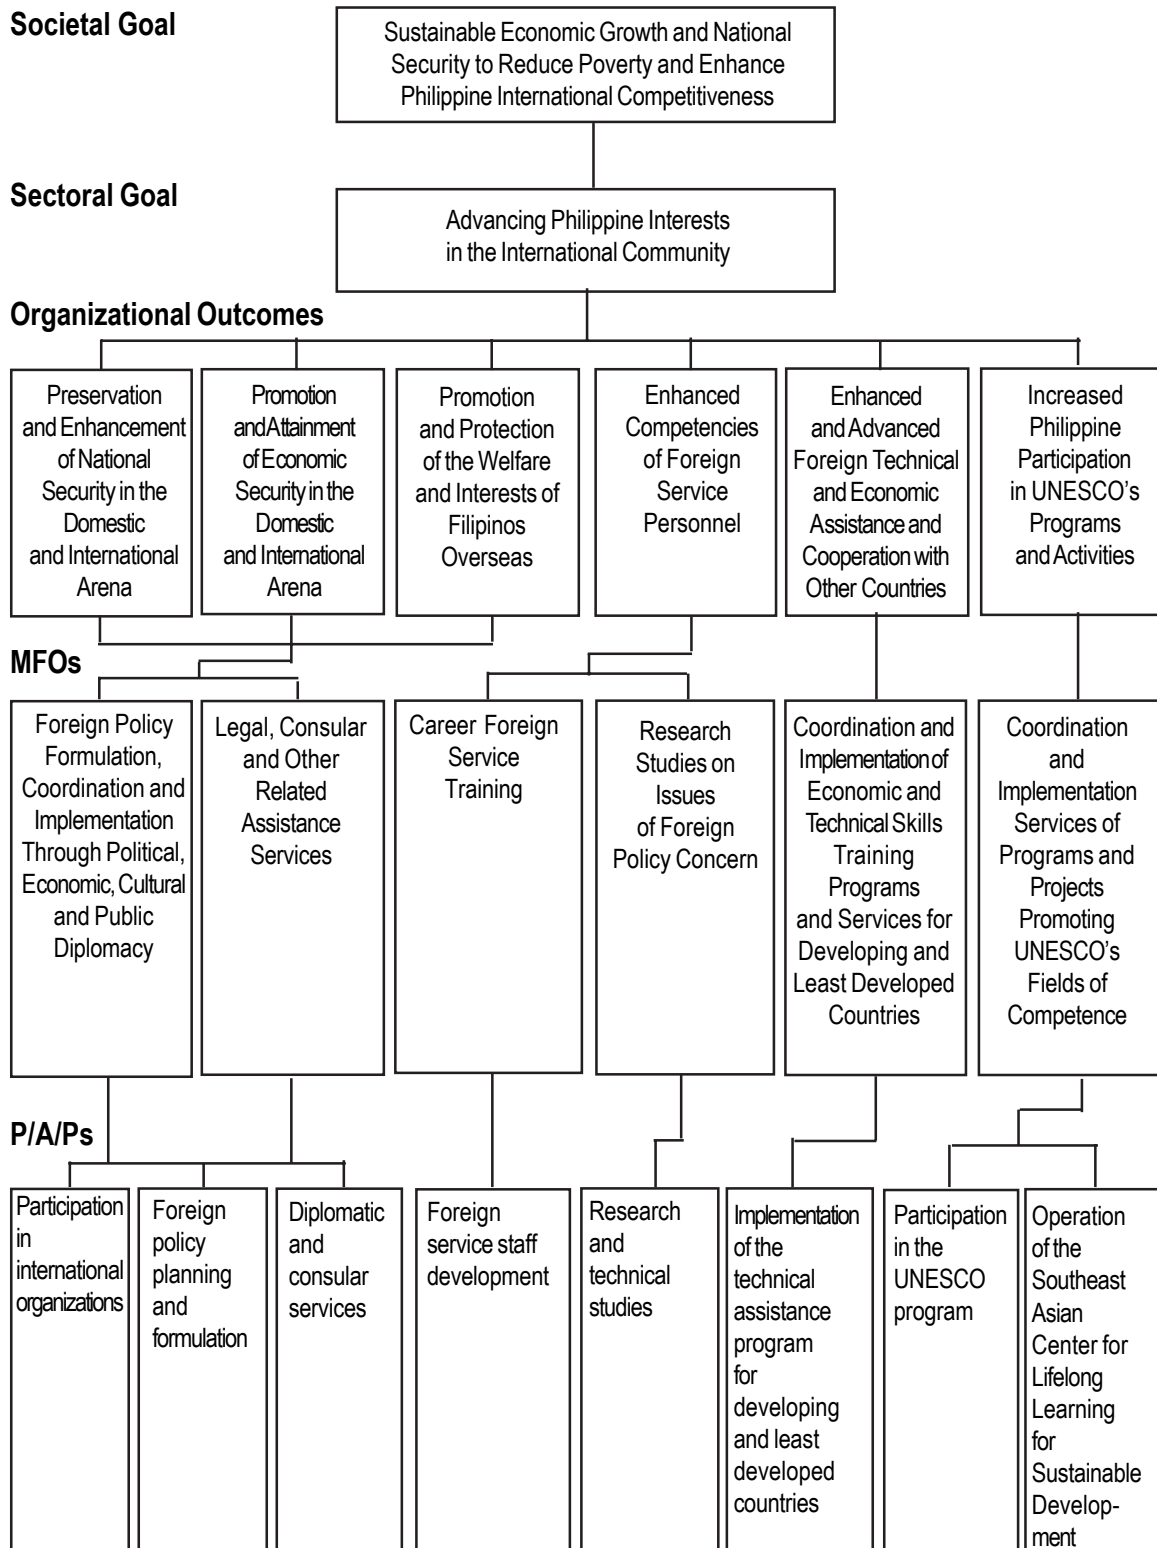 Societal Goal
Sustainable Economic Growth and National
Security to Reduce Poverty and Enhance
Philippine International Competitiveness
Sectoral Goal
Advancing Philippine Interests
in the International Community
Organizational Outcomes
Preservation
and Enhancement
of National
Security in the
Domestic
and International
Arena
Promotion
and Attainment
of Economic
Security in the
Domestic
and International
Arena
Promotion
and Protection
of the Welfare
and Interests of
Filipinos
Overseas
Enhanced
Competencies
of Foreign
Service
Personnel
Enhanced
and Advanced
Foreign Technical
and Economic
Assistance and
Cooperation with
Other Countries
Increased
Philippine
Participation
in UNESCO’s
Programs
and Activities
MFOs
Foreign Policy
Formulation,
Coordination and
Implementation
Through Political,
Economic, Cultural
and Public
Diplomacy
Legal, Consular
and Other
Related
Assistance
Services
Career Foreign
Service
Training
Research
Studies on
Issues
of Foreign
Policy Concern
Coordination and
Implementation of
Economic and
Technical Skills
Training
Programs
and Services for
Developing and
Least Developed
Countries
Coordination
and
Implementation
Services of
Programs and
Projects
Promoting
UNESCO’s
Fields of
Competence
P/A/Ps
Participation
in
international
organizations
Foreign
policy
planning
and
formulation
Diplomatic
and
consular
services
Foreign
service staff
development
Research
and
technical
studies
Implementation
of the
technical
assistance
program
for
developing
and least
developed
countries
Participation
in the
UNESCO
program
Operation
of the
Southeast
Asian
Center for
Lifelong
Learning
for
Sustainable
Develop-
ment